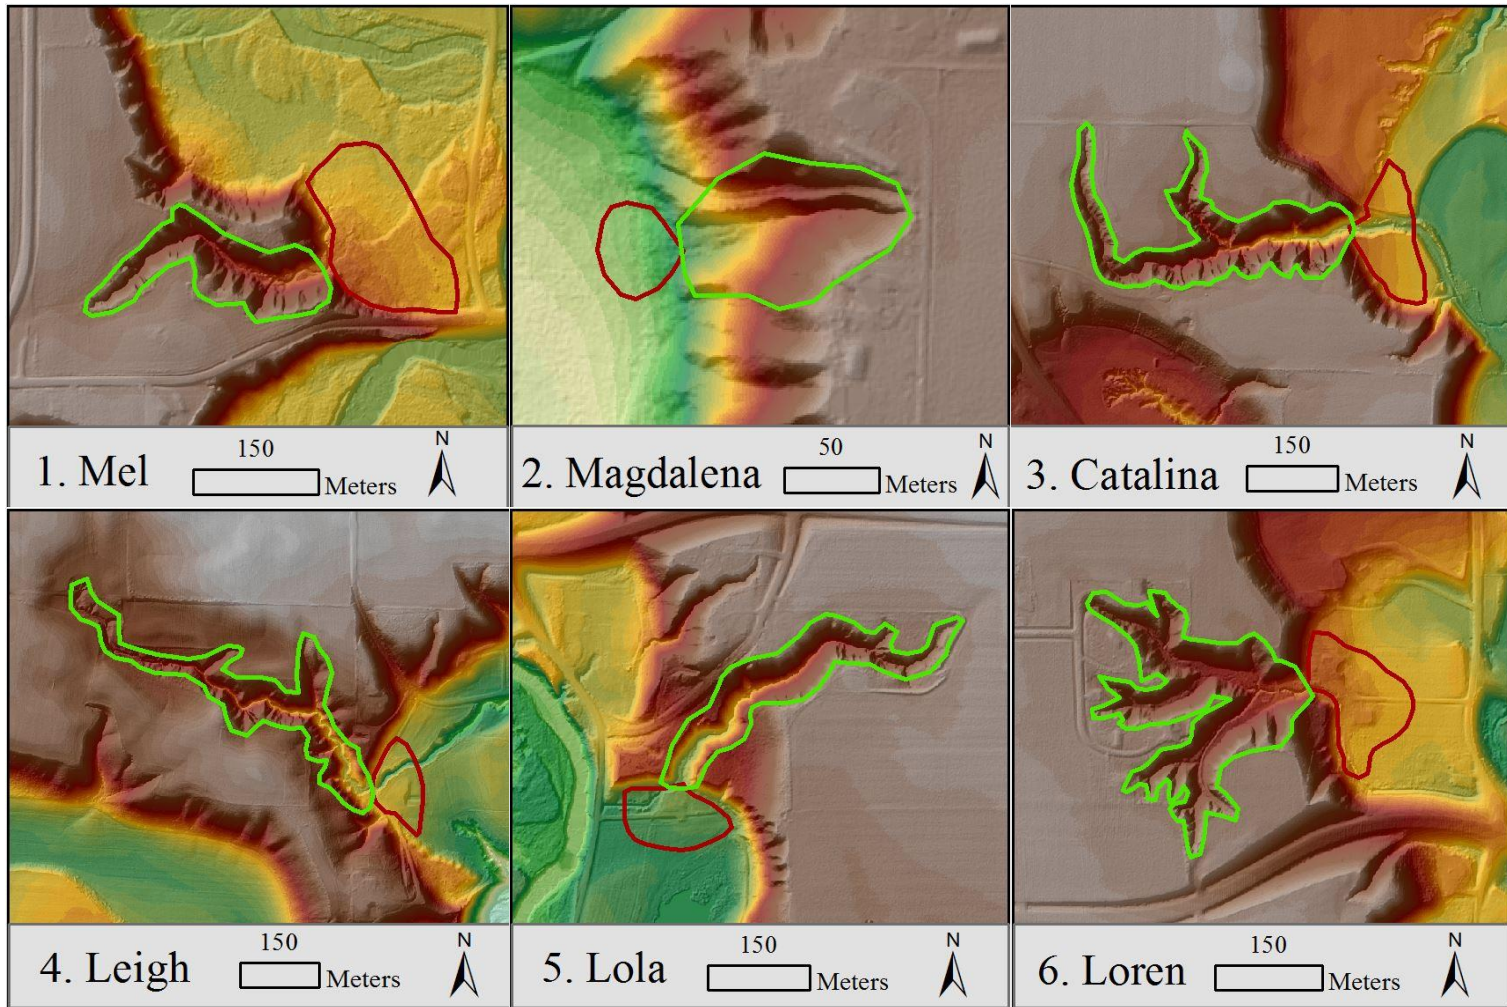 150
N
1. Mel
Meters
50
N
2. Magdalena
Meters
150
N
3. Catalina
Meters
150
N
4. Leigh
Meters
150
N
5. Lola
Meters
150
N
6. Loren
Meters